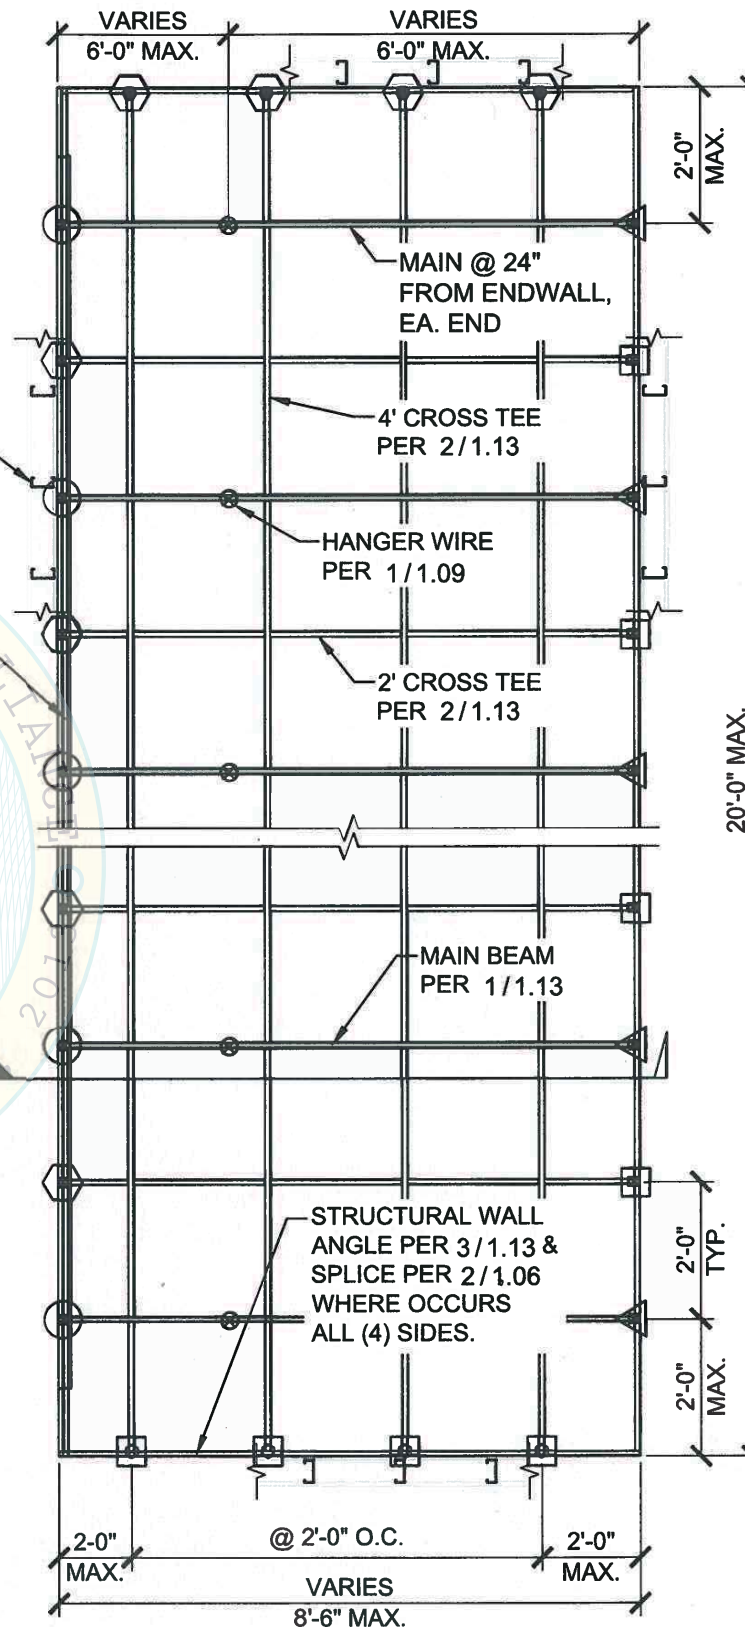 VARIES
6'-0" MAX.
VARIES
6'-0" MAX.
2'-0"
MAX.
MAIN @ 24"
FROM ENDWALL,
EA. END
4' CROSS TEE
PER 2/1.13
HANGER WIRE
PER 1/1.09
2' CROSS TEE
PER 2/1.13
20'-0" MAX.
MAIN BEAM
PER 1/1.13
STRUCTURAL WALL
ANGLE PER 3/1.13 &
SPLICE PER 2/1.06
WHERE OCCURS
ALL (4) SIDES.
2'-0"
TYP.
2'-0"
MAX.
2-0"
MAX.
@ 2'-0" O.C.
2'-0"
MAX.
VARIES
8'-6" MAX.